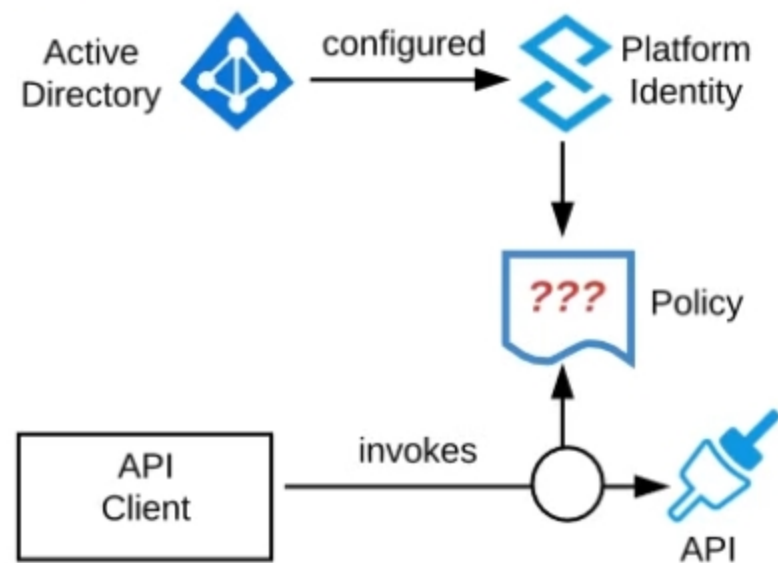 Active
Directory
configured
Platform
Identity
???
Policy
API
Client
invokes
API